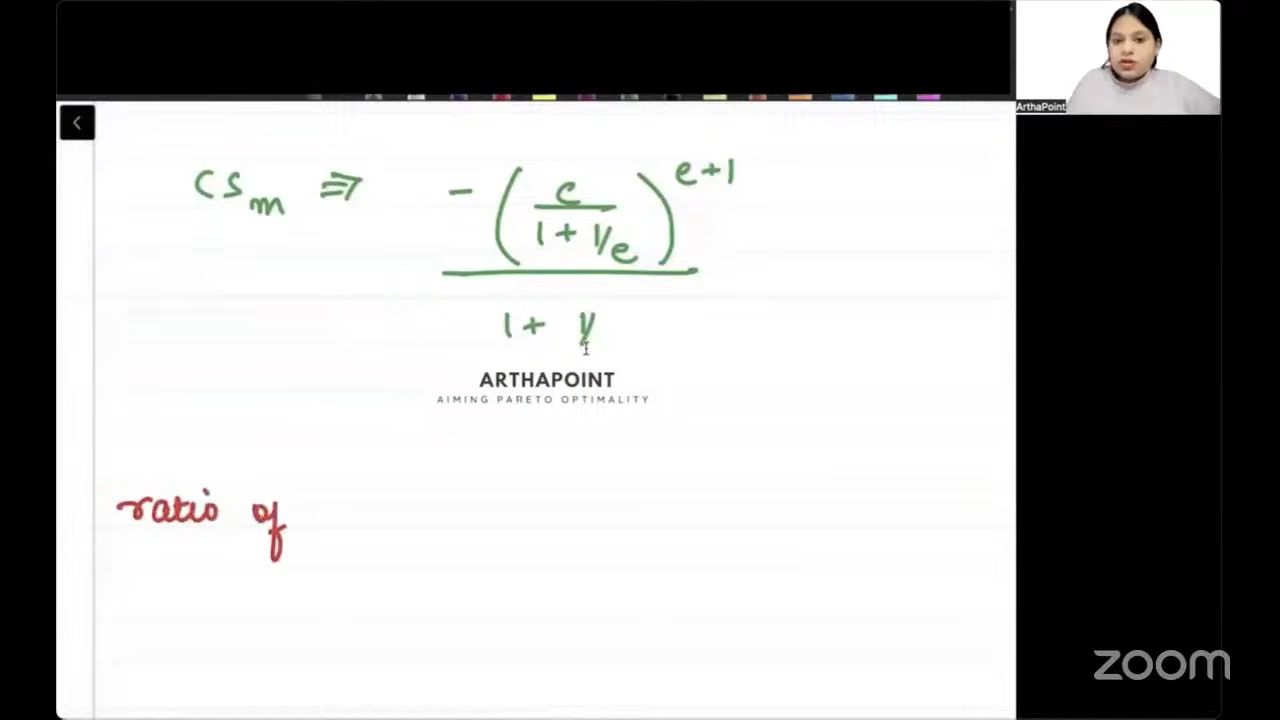 ArthaPoint
CS_m ⇒ - ( c / (1 + 1/e) )^(e+1)
1 + 1/
ARTHAPOINT
AIMING PARETO OPTIMALITY
ratio of
zoom